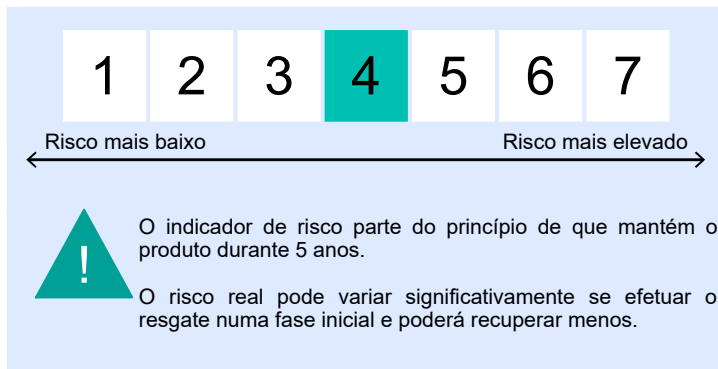 1 2 3 4 5 6 7
Risco mais baixo Risco mais elevado
!
O indicador de risco parte do princípio de que mantém o
produto durante 5 anos.
O risco real pode variar significativamente se efetuar o
resgate numa fase inicial e poderá recuperar menos.